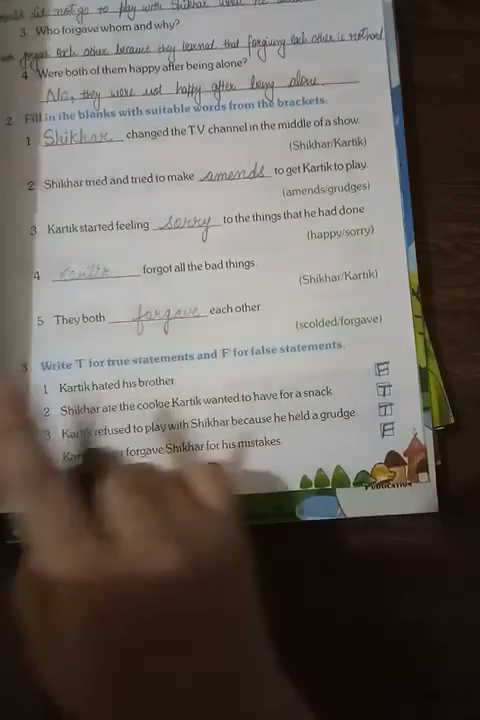 did not go to play with Shikhar
3 Who forgave whom and why?
forgave each other because they learned that forgiving each other is not hard
4 Were both of them happy after being alone?
No, they were not happy after being alone.
2 Fill in the blanks with suitable words from the brackets.
1 Shikhar changed the TV channel in the middle of a show.
(Shikhar/Kartik)
2 Shikhar tried and tried to make amends to get Kartik to play.
(amends/grudges)
3 Kartik started feeling sorry to the things that he had done
(happy/sorry)
4 Kartik forgot all the bad things.
(Shikhar/Kartik)
5 They both forgave each other
(scolded/forgave)
3 Write 'T' for true statements and 'F' for false statements.
1 Kartik hated his brother F
2 Shikhar ate the cookie Kartik wanted to have for a snack T
3 Kartik refused to play with Shikhar because he held a grudge. T
forgave Shikhar for his mistakes. F